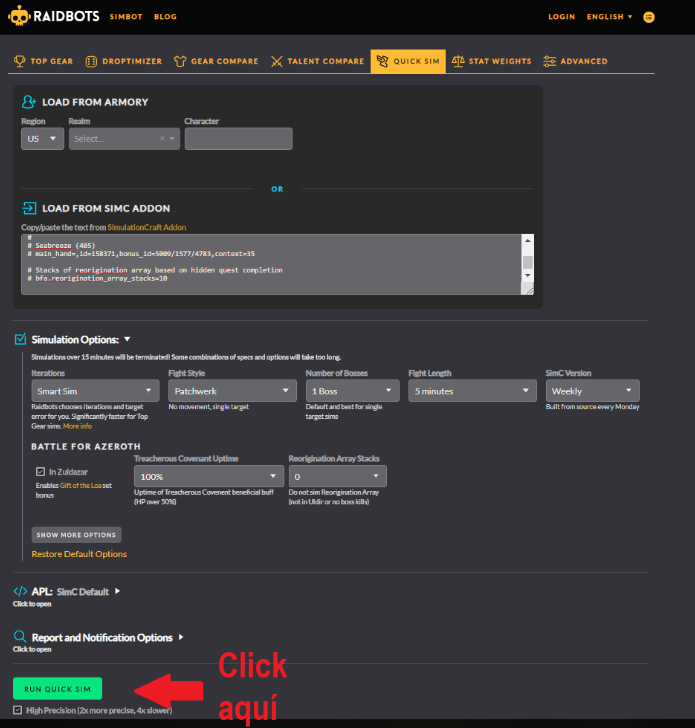 RAIDBOTS SIMBOT BLOG LOGIN ENGLISH
TOP GEAR DROPTIMIZER GEAR COMPARE TALENT COMPARE QUICK SIM STAT WEIGHTS ADVANCED
LOAD FROM ARMORY
Region Realm Character
US Select...
OR
LOAD FROM SIMC ADDON
Copy/paste the text from SimulationCraft Addon
#
# Seabreeze (405)
# main_hand=,id=158371,bonus_id=5009/1577/4783,context=35
# Stacks of reorigination array based on hidden quest completion
# bfa.reorigination_array_stacks=10
Simulation Options:
Simulations over 15 minutes will be terminated! Some combinations of specs and options will take too long.
Iterations Fight Style Number of Bosses Fight Length SimC Version
Smart Sim Patchwerk 1 Boss 5 minutes Weekly
Raidbots chooses iterations and target No movement, single target Default and best for single Built from source every Monday
error for you. Significantly faster for Top target sims
Gear sims. More info
BATTLE FOR AZEROTH
Treacherous Covenant Uptime Reorigination Array Stacks
In Zuldazar 100% 0
Enables Gift of the Loa set Uptime of Treacherous Covenent beneficial buff Do not sim Reorigination Array
bonus (HP over 50%) (not in Uldir or no boss kills)
SHOW MORE OPTIONS
Restore Default Options
</> APL: SimC Default
Click to open
Report and Notification Options
Click to open
RUN QUICK SIM
Click
aquí
High Precision (2x more precise, 4x slower)